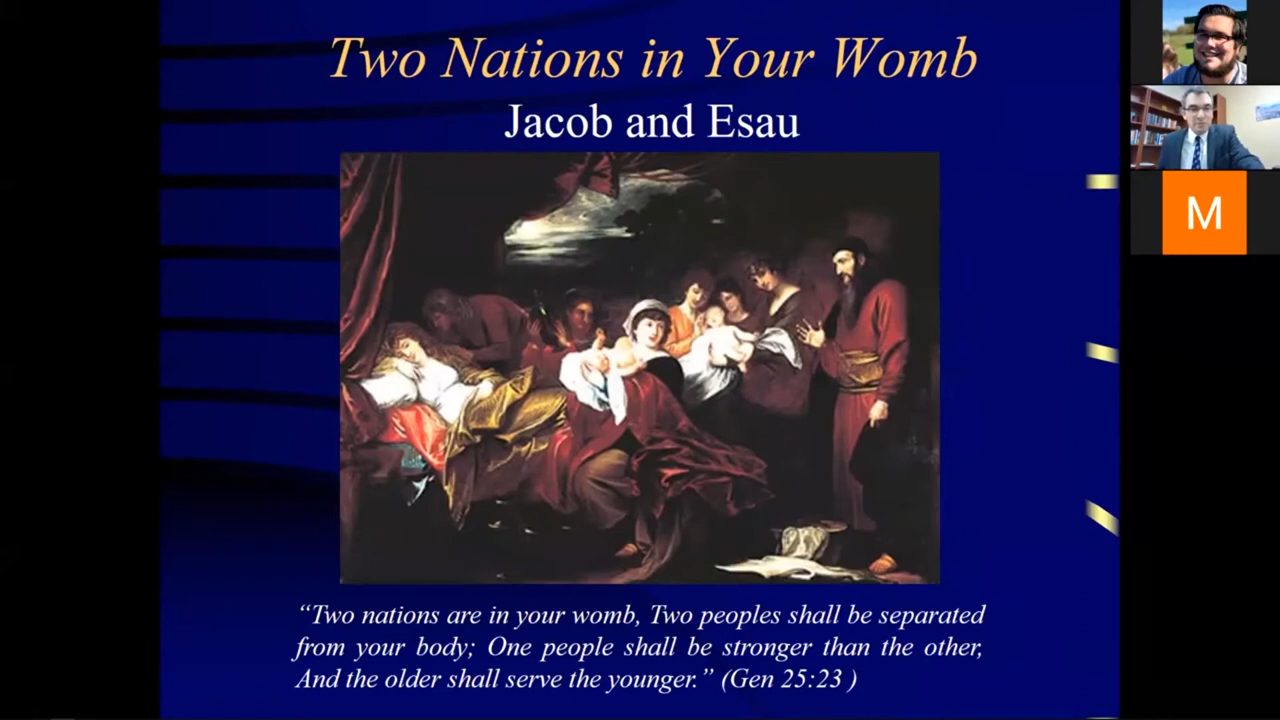 Two Nations in Your Womb
Jacob and Esau
“Two nations are in your womb, Two peoples shall be separated
from your body; One people shall be stronger than the other,
And the older shall serve the younger.” (Gen 25:23 )
M